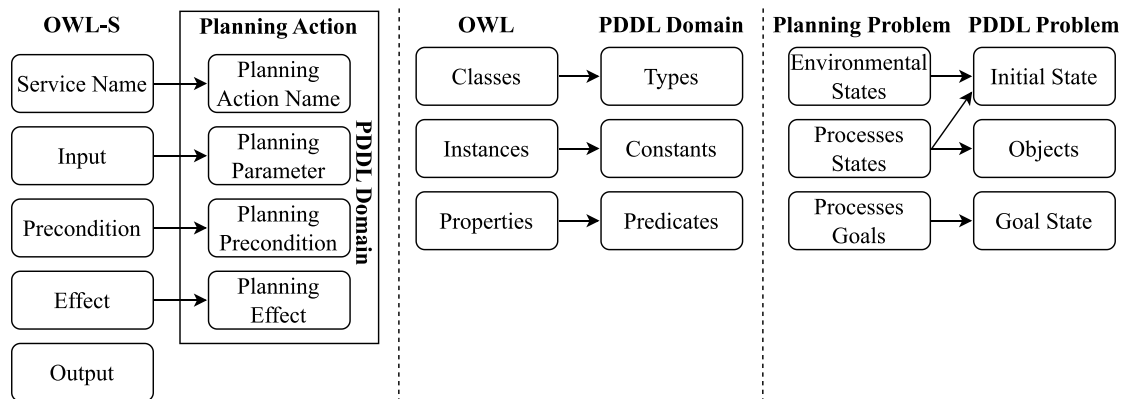 OWL-S
Planning Action
Service Name
Planning
Action Name
Input
Planning
Parameter
Precondition
Planning
Precondition
Effect
Planning
Effect
Output
PDDL Domain
OWL
PDDL Domain
Classes
Types
Instances
Constants
Properties
Predicates
Planning Problem
PDDL Problem
Environmental
States
Initial State
Processes
States
Objects
Processes
Goals
Goal State